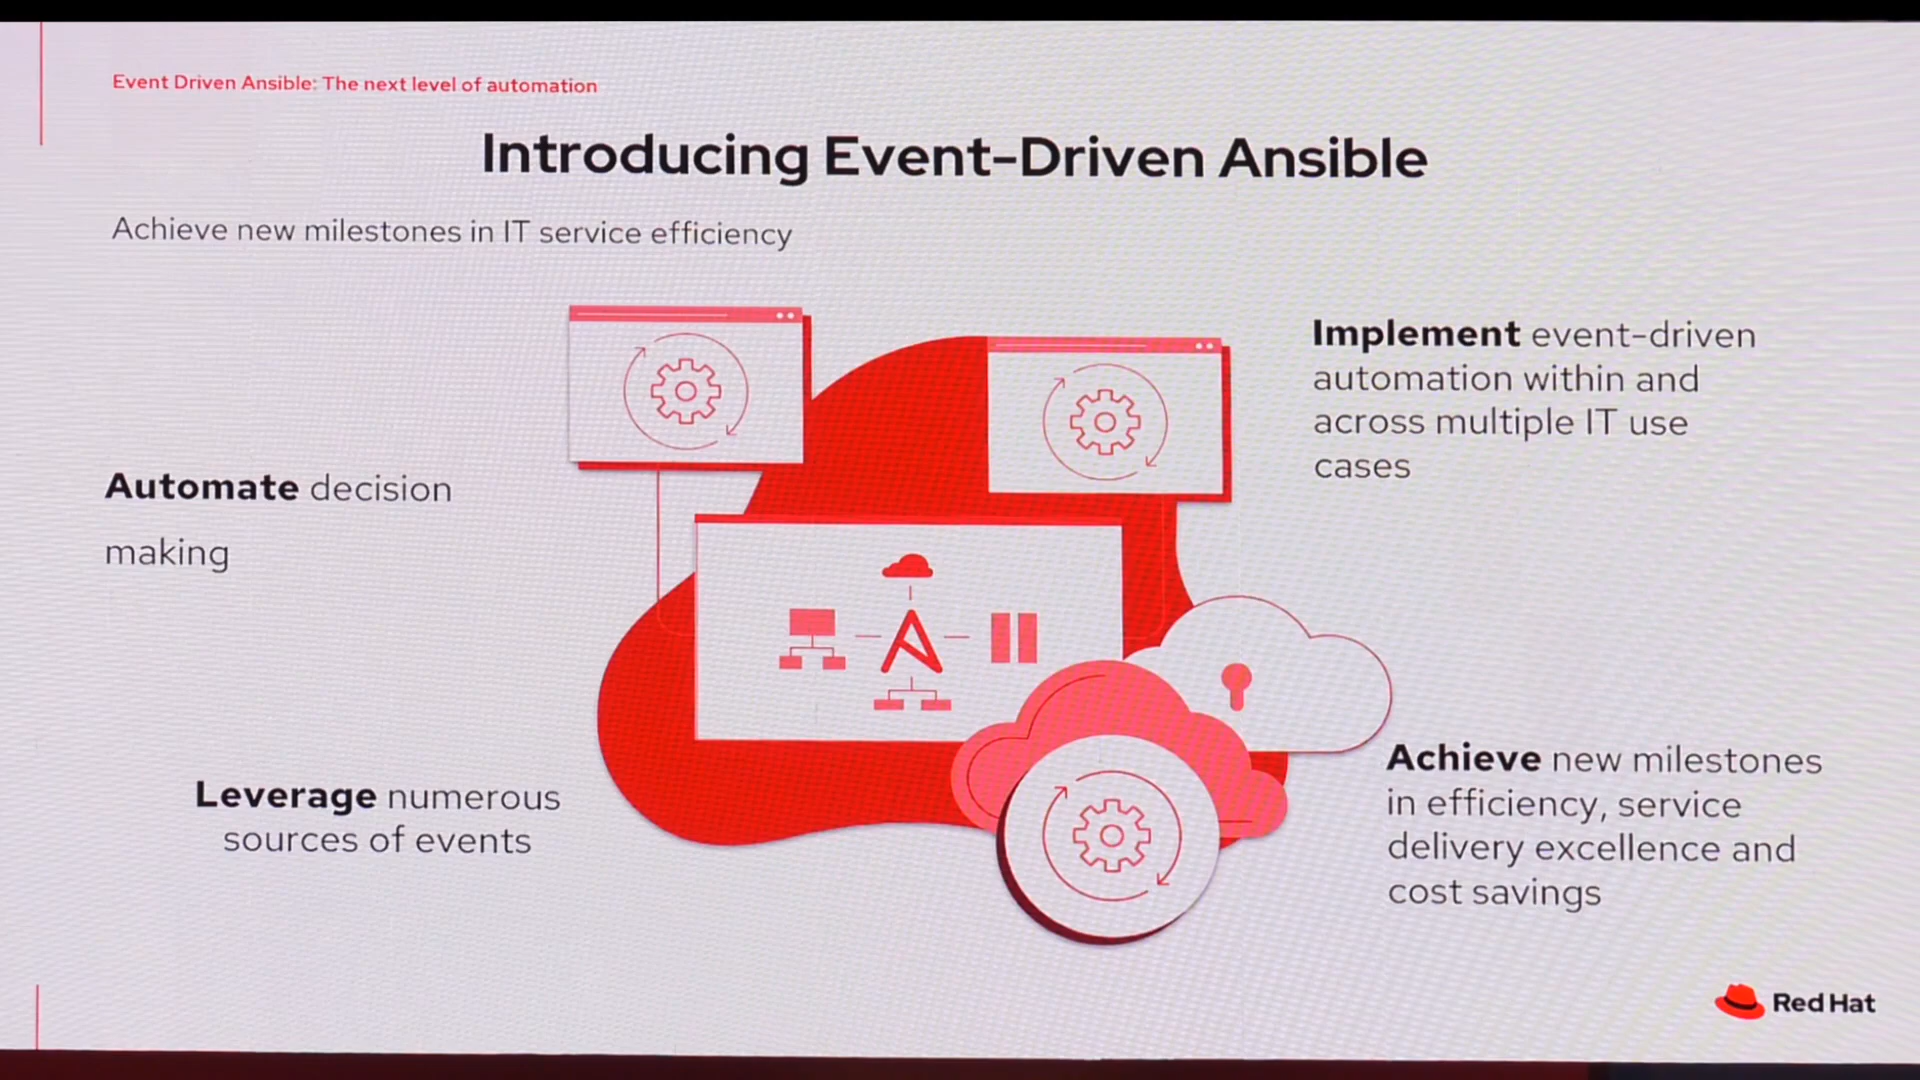 Event Driven Ansible: The next level of automation
Introducing Event-Driven Ansible
Achieve new milestones in IT service efficiency
Implement event-driven
automation within and
across multiple IT use
cases
Automate decision
making
Leverage numerous
sources of events
Achieve new milestones
in efficiency, service
delivery excellence and
cost savings
Red Hat